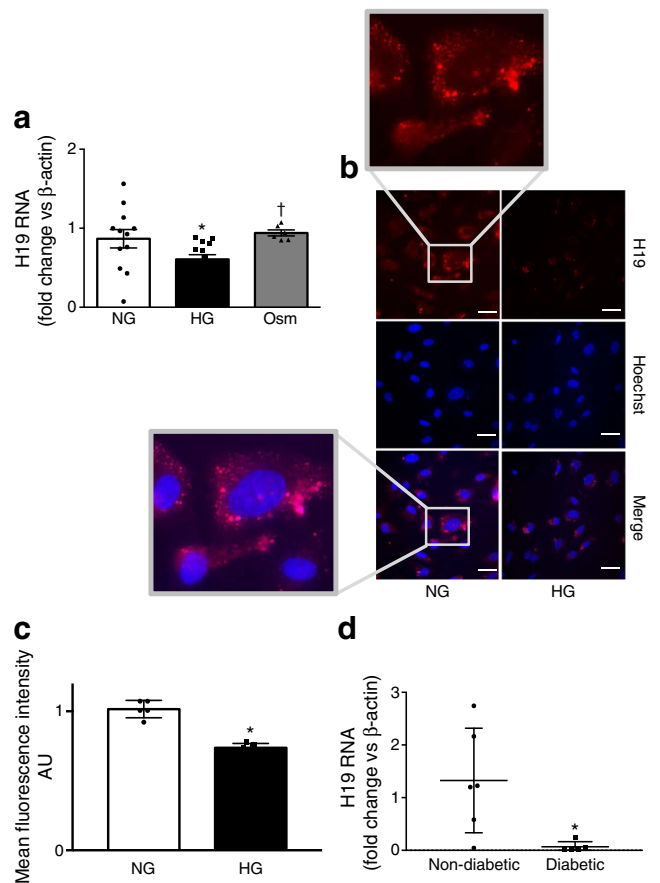 a
H19 RNA
(fold change vs β-actin)
2
1
0
*
†
NG HG Osm
b
H19
Hoechst
Merge
NG HG
c
Mean fluorescence intensity
AU
1
0
*
NG HG
d
H19 RNA
(fold change vs β-actin)
3
2
1
0
*
Non-diabetic Diabetic